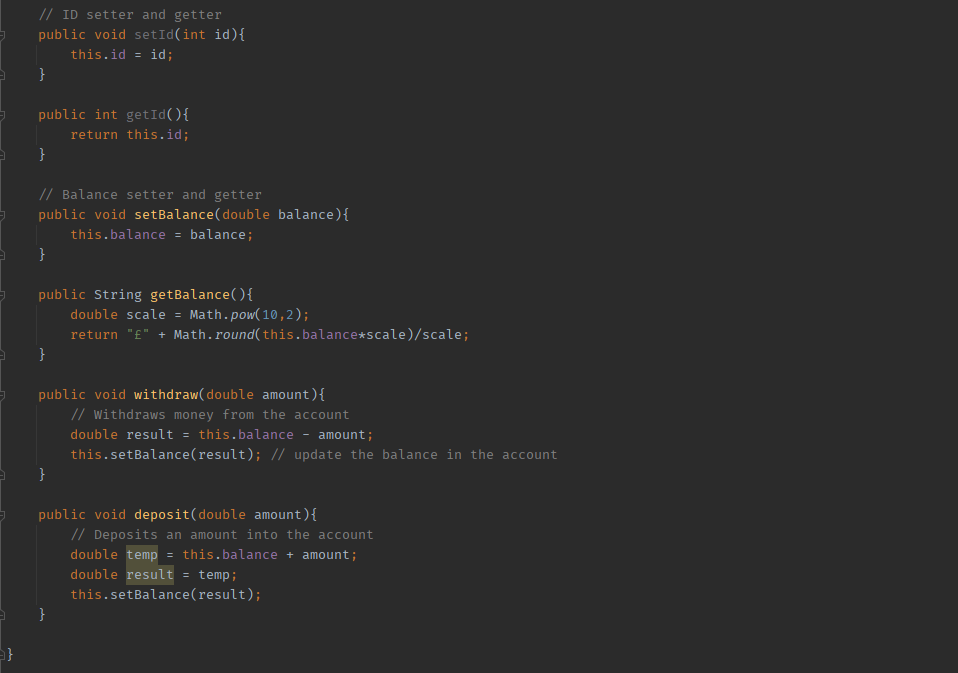 // ID setter and getter
public void setId(int id){
this.id = id;
}
public int getId(){
return this.id;
}
// Balance setter and getter
public void setBalance(double balance){
this.balance = balance;
}
public String getBalance(){
double scale = Math.pow(10,2);
return "£" + Math.round(this.balance*scale)/scale;
}
public void withdraw(double amount){
// Withdraws money from the account
double result = this.balance - amount;
this.setBalance(result); // update the balance in the account
}
public void deposit(double amount){
// Deposits an amount into the account
double temp = this.balance + amount;
double result = temp;
this.setBalance(result);
}
}